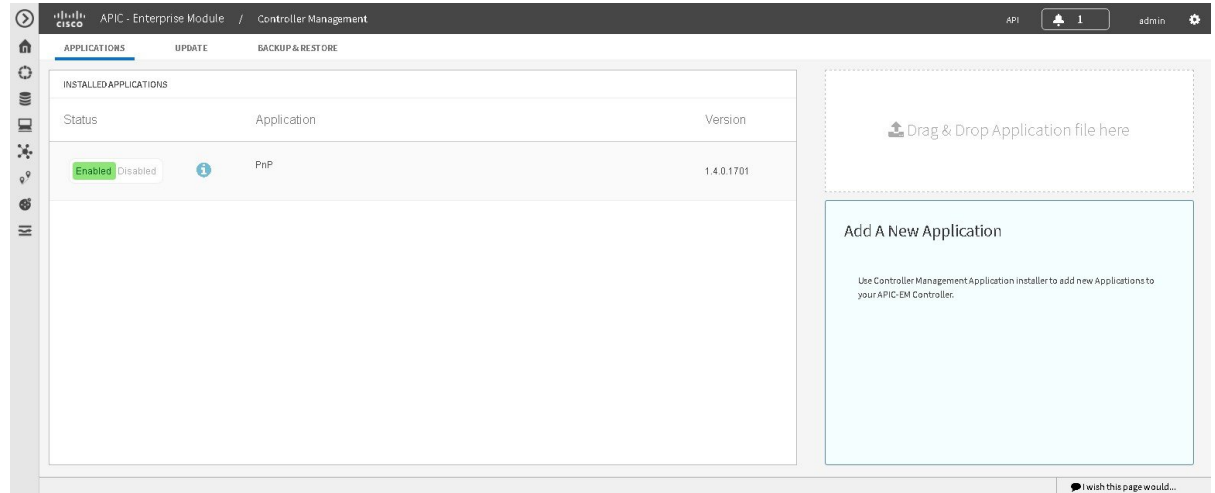 CISCO APIC - Enterprise Module / Controller Management API 1 admin
APPLICATIONS UPDATE BACKUP & RESTORE
INSTALLED APPLICATIONS
Status Application Version
Enabled Disabled PnP 1.4.0.1701
Drag & Drop Application file here
Add A New Application
Use Controller Management Application installer to add new Applications to
your APIC-EM Controller.
I wish this page would...